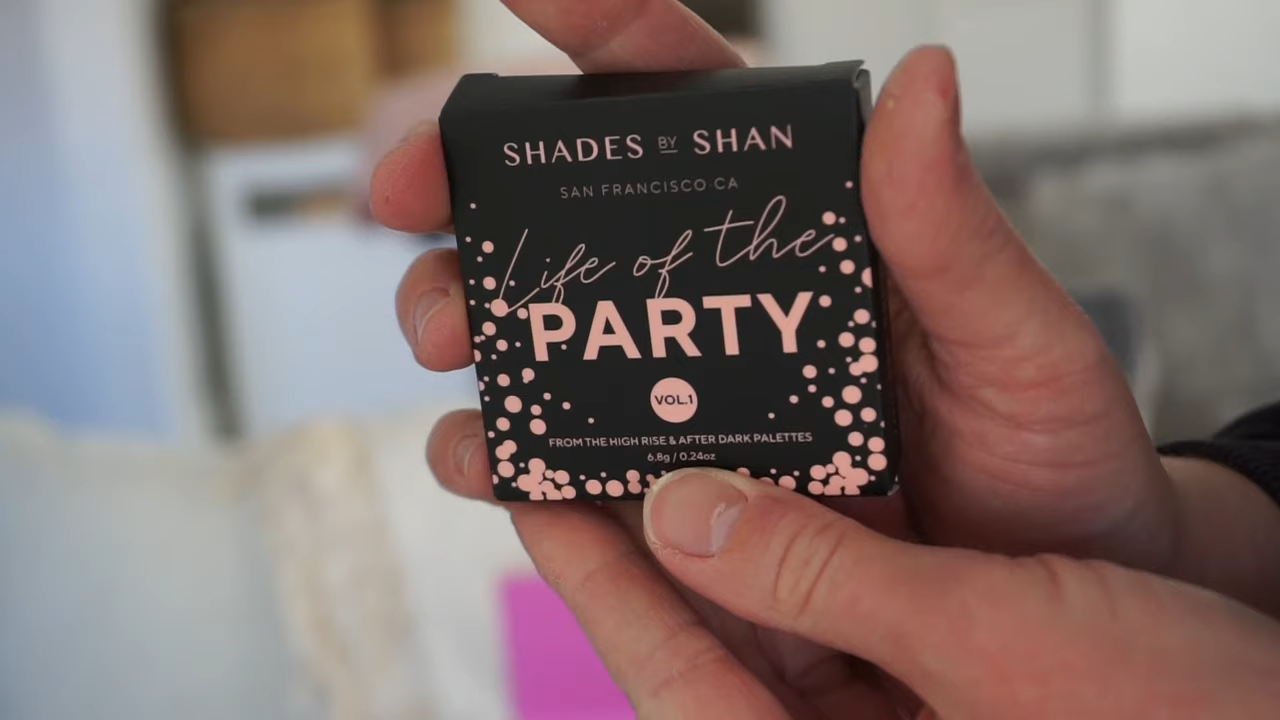 SHADES BY SHAN
SAN FRANCISCO·CA
Life of the
PARTY
VOL.1
FROM THE HIGH RISE & AFTER DARK PALETTES
6.8g / 0.24oz